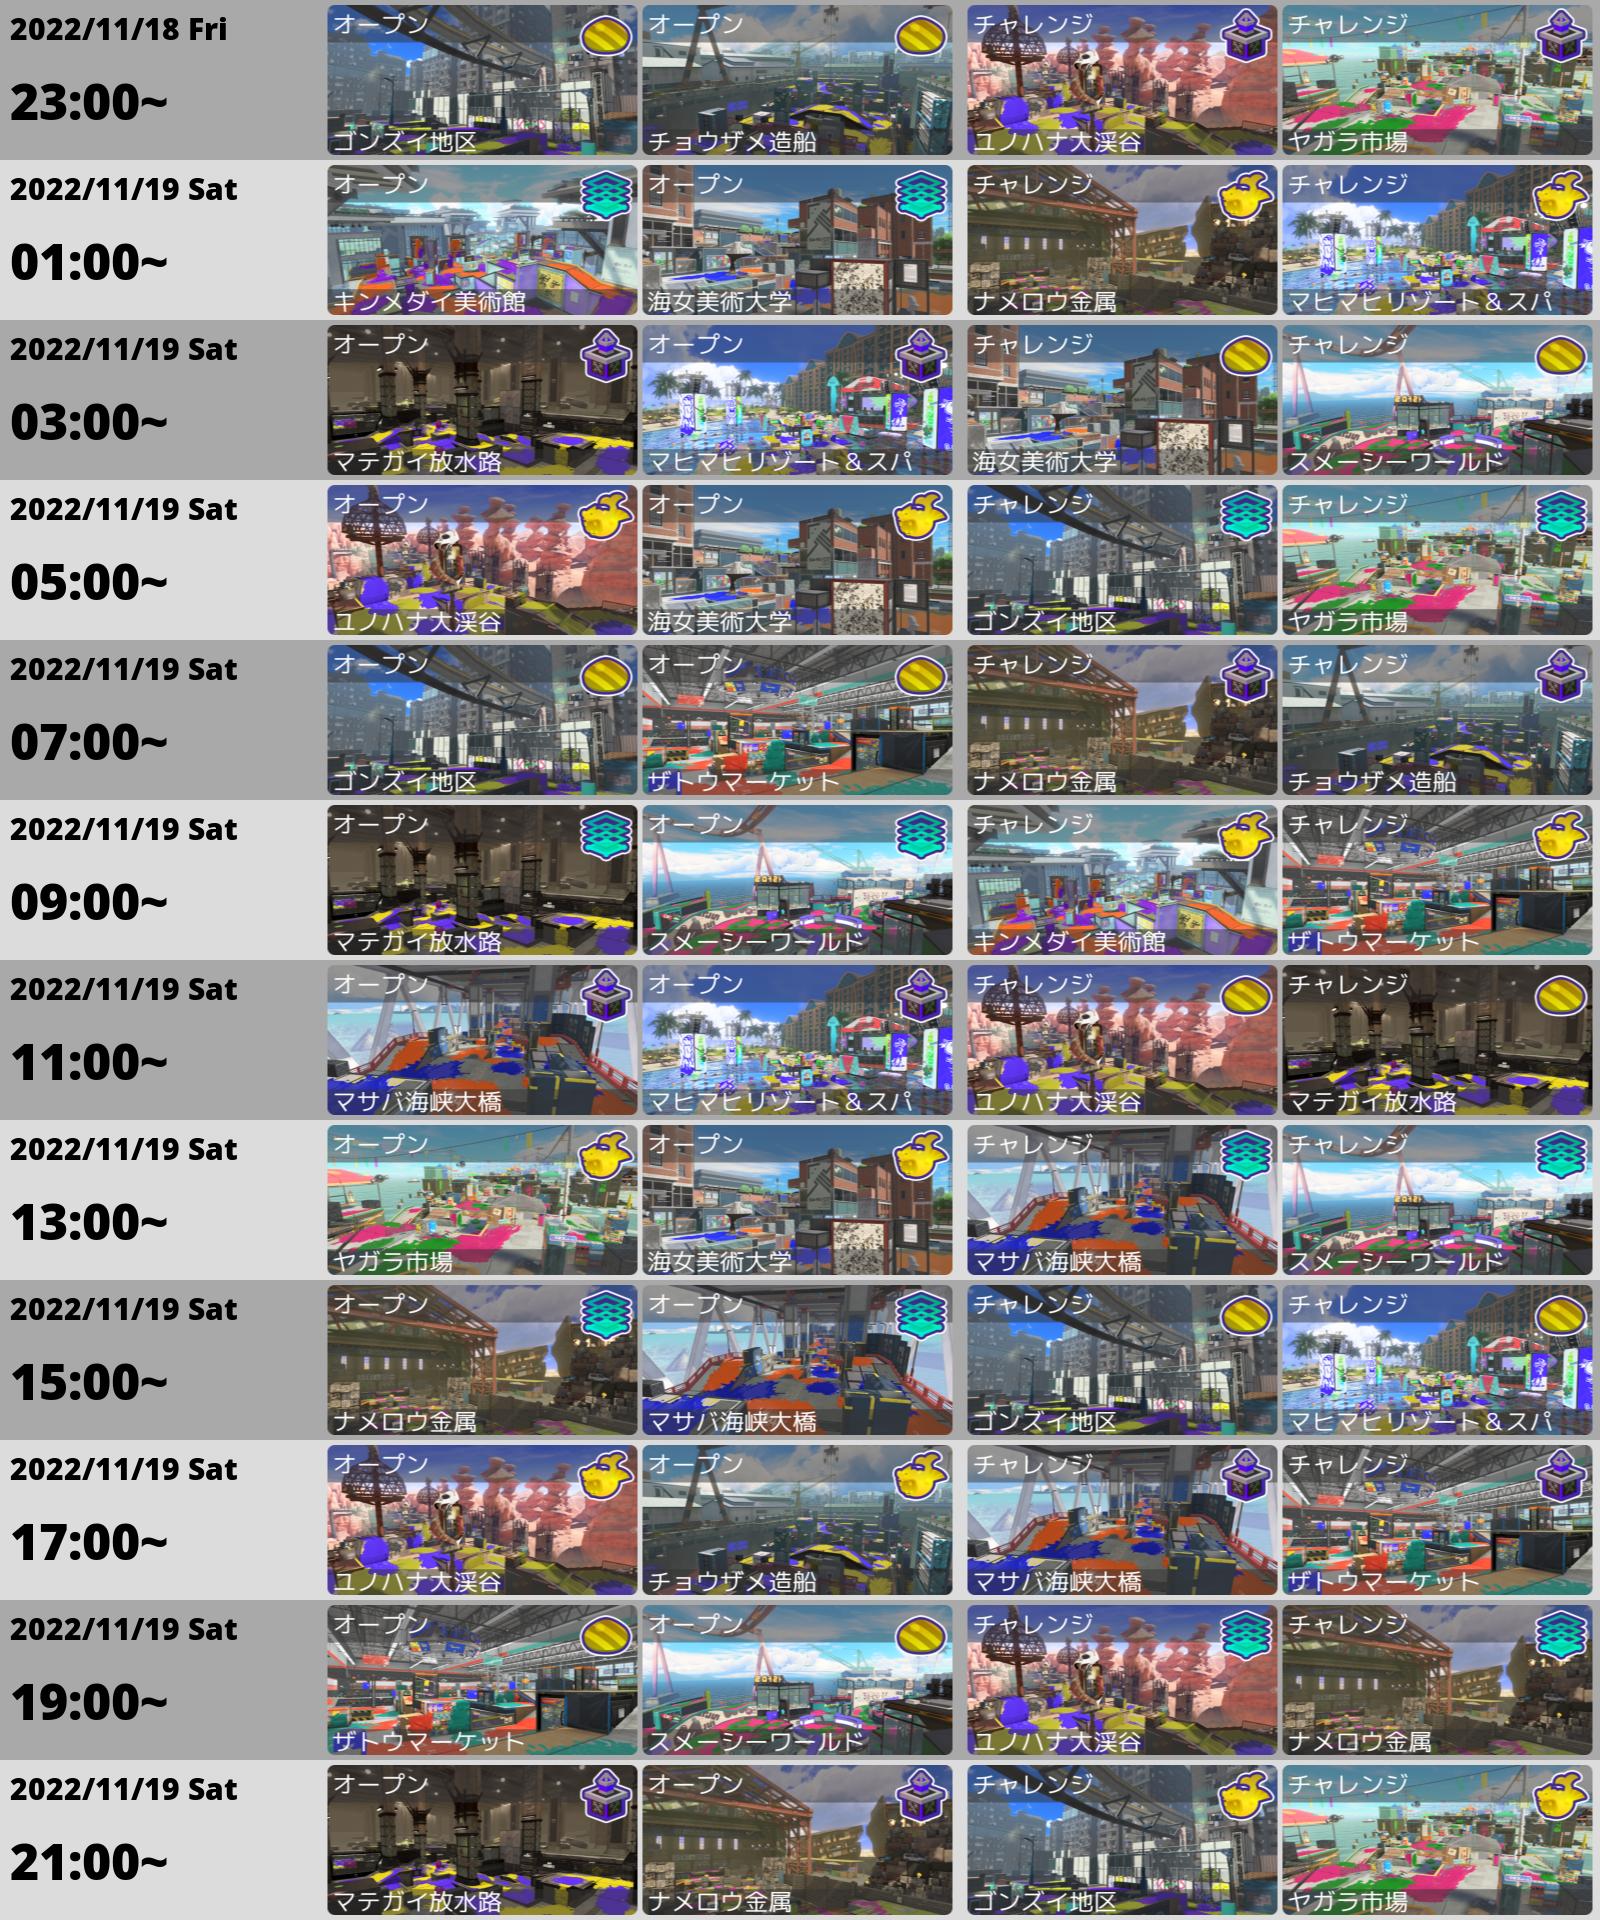 2022/11/18 Fri
23:00~
オープン
ゴンズイ地区
オープン
チョウザメ造船
チャレンジ
ユノハナ大渓谷
チャレンジ
ヤガラ市場
2022/11/19 Sat
01:00~
オープン
キンメダイ美術館
オープン
海女美術大学
チャレンジ
ナメロウ金属
チャレンジ
マヒマヒリゾート＆スパ
2022/11/19 Sat
03:00~
オープン
マテガイ放水路
オープン
マヒマヒリゾート＆スパ
チャレンジ
海女美術大学
チャレンジ
スメーシーワールド
2022/11/19 Sat
05:00~
オープン
ユノハナ大渓谷
オープン
海女美術大学
チャレンジ
ゴンズイ地区
チャレンジ
ヤガラ市場
2022/11/19 Sat
07:00~
オープン
ゴンズイ地区
オープン
ザトウマーケット
チャレンジ
ナメロウ金属
チャレンジ
チョウザメ造船
2022/11/19 Sat
09:00~
オープン
マテガイ放水路
オープン
スメーシーワールド
チャレンジ
キンメダイ美術館
チャレンジ
ザトウマーケット
2022/11/19 Sat
11:00~
オープン
マサバ海峡大橋
オープン
マヒマヒリゾート＆スパ
チャレンジ
ユノハナ大渓谷
チャレンジ
マテガイ放水路
2022/11/19 Sat
13:00~
オープン
ヤガラ市場
オープン
海女美術大学
チャレンジ
マサバ海峡大橋
チャレンジ
スメーシーワールド
2022/11/19 Sat
15:00~
オープン
ナメロウ金属
オープン
マサバ海峡大橋
チャレンジ
ゴンズイ地区
チャレンジ
マヒマヒリゾート＆スパ
2022/11/19 Sat
17:00~
オープン
ユノハナ大渓谷
オープン
チョウザメ造船
チャレンジ
マサバ海峡大橋
チャレンジ
ザトウマーケット
2022/11/19 Sat
19:00~
オープン
ザトウマーケット
オープン
スメーシーワールド
チャレンジ
ユノハナ大渓谷
チャレンジ
ナメロウ金属
2022/11/19 Sat
21:00~
オープン
マテガイ放水路
オープン
ナメロウ金属
チャレンジ
ゴンズイ地区
チャレンジ
ヤガラ市場